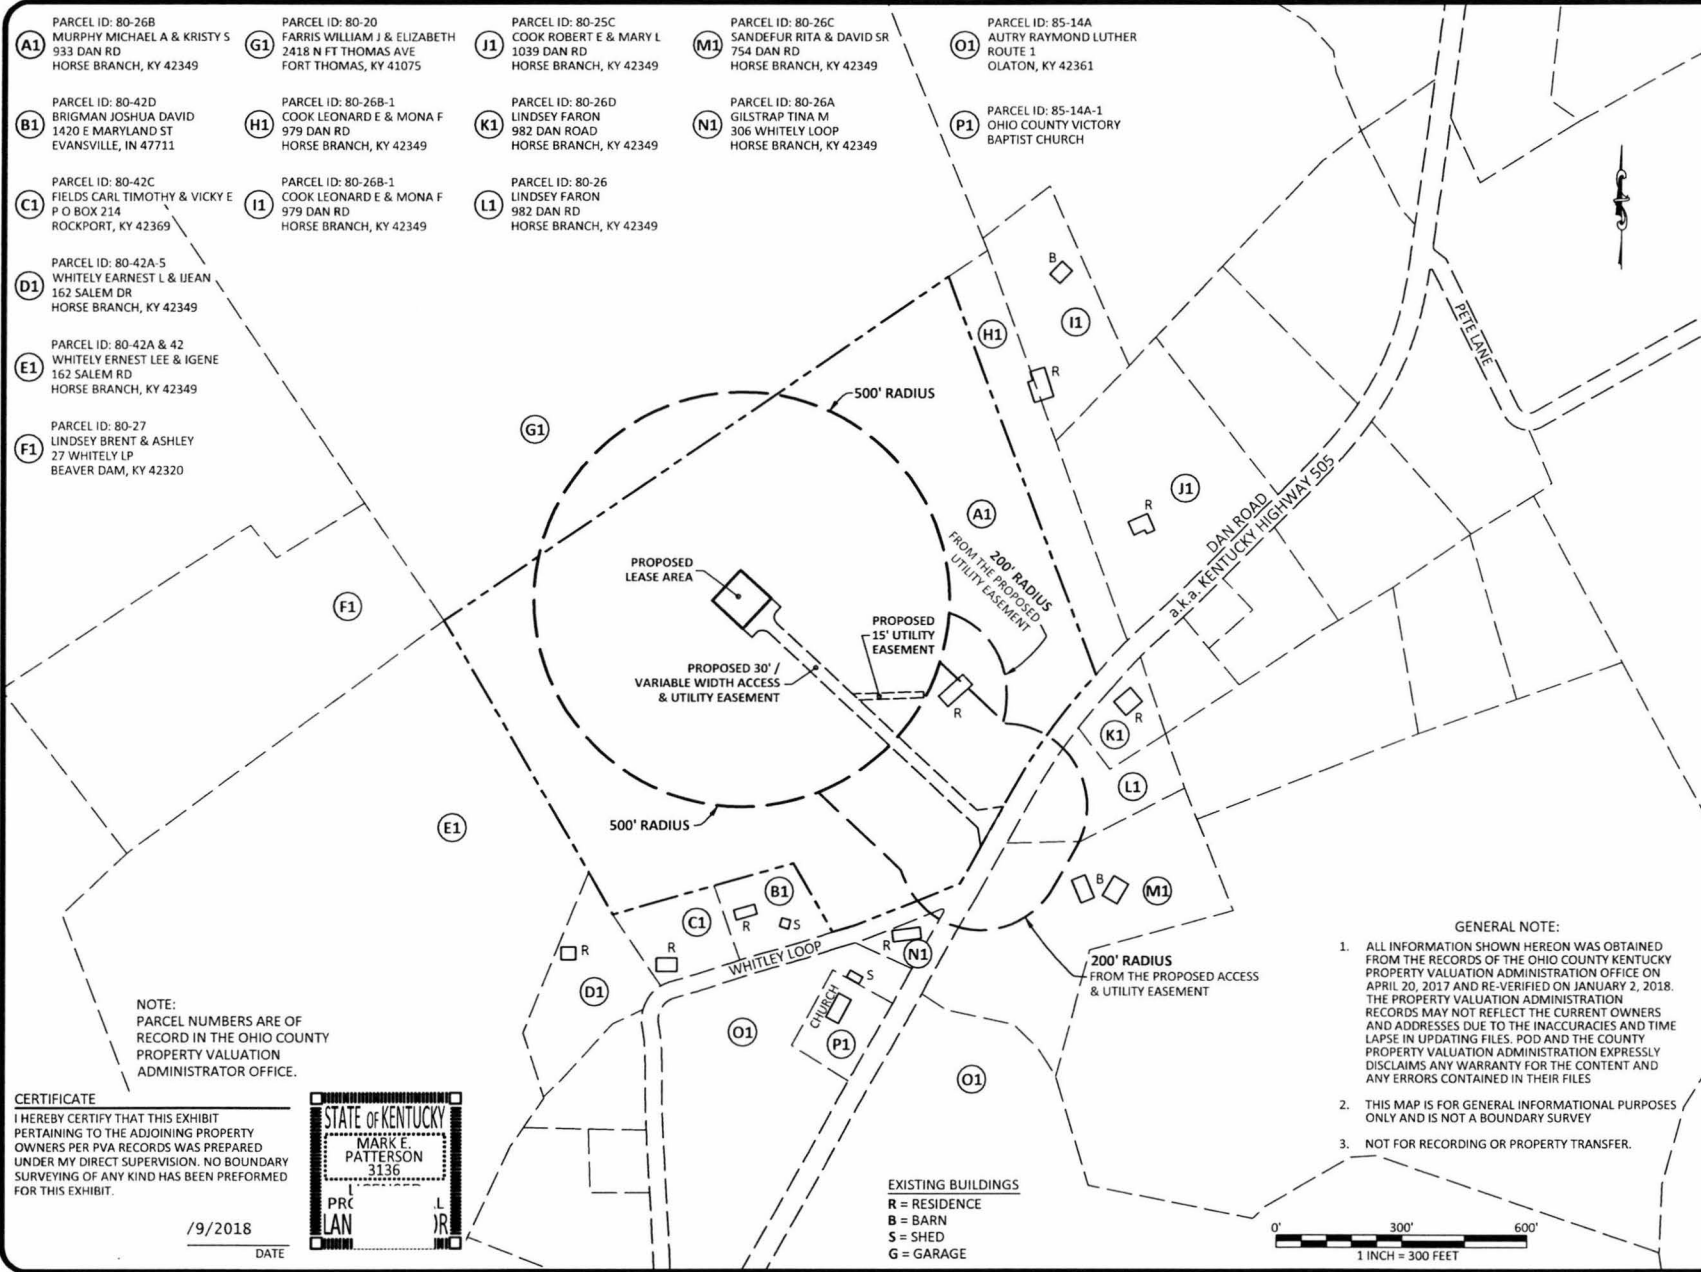 A1
PARCEL ID: 80-26B
MURPHY MICHAEL A & KRISTY S
933 DAN RD
HORSE BRANCH, KY 42349
B1
PARCEL ID: 80-42D
BRIGMAN JOSHUA DAVID
1420 E MARYLAND ST
EVANSVILLE, IN 47711
C1
PARCEL ID: 80-42C
FIELDS CARL TIMOTHY & VICKY E
P O BOX 214
ROCKPORT, KY 42369
D1
PARCEL ID: 80-42A-5
WHITELY EARNEST L & IJEAN
162 SALEM DR
HORSE BRANCH, KY 42349
E1
PARCEL ID: 80-42A & 42
WHITELY ERNEST LEE & IGENE
162 SALEM RD
HORSE BRANCH, KY 42349
F1
PARCEL ID: 80-27
LINDSEY BRENT & ASHLEY
27 WHITELY LP
BEAVER DAM, KY 42320
G1
PARCEL ID: 80-20
FARRIS WILLIAM J & ELIZABETH
2418 N FT THOMAS AVE
FORT THOMAS, KY 41075
H1
PARCEL ID: 80-26B-1
COOK LEONARD E & MONA F
979 DAN RD
HORSE BRANCH, KY 42349
I1
PARCEL ID: 80-26B-1
COOK LEONARD E & MONA F
979 DAN RD
HORSE BRANCH, KY 42349
J1
PARCEL ID: 80-25C
COOK ROBERT E & MARY L
1039 DAN RD
HORSE BRANCH, KY 42349
K1
PARCEL ID: 80-26D
LINDSEY FARON
982 DAN ROAD
HORSE BRANCH, KY 42349
L1
PARCEL ID: 80-26
LINDSEY FARON
982 DAN RD
HORSE BRANCH, KY 42349
M1
PARCEL ID: 80-26C
SANDEFUR RITA & DAVID SR
754 DAN RD
HORSE BRANCH, KY 42349
N1
PARCEL ID: 80-26A
GILSTRAP TINA M
306 WHITELY LOOP
HORSE BRANCH, KY 42349
O1
PARCEL ID: 85-14A
AUTRY RAYMOND LUTHER
ROUTE 1
OLATON, KY 42361
P1
PARCEL ID: 85-14A-1
OHIO COUNTY VICTORY
BAPTIST CHURCH
B
I1
H1
R
PETE LANE
500' RADIUS
G1
J1
R
A1
DAN ROAD
a.k.a. KENTUCKY HIGHWAY 505
200' RADIUS
FROM THE PROPOSED
UTILITY EASEMENT
PROPOSED
LEASE AREA
F1
PROPOSED
15' UTILITY
EASEMENT
PROPOSED 30' /
VARIABLE WIDTH ACCESS
& UTILITY EASEMENT
R
R
K1
L1
500' RADIUS
E1
B1
R
S
C1
R
B
M1
WHITLEY LOOP
R
N1
R
D1
S
CHURCH
P1
O1
O1
200' RADIUS
FROM THE PROPOSED ACCESS
& UTILITY EASEMENT
NOTE:
PARCEL NUMBERS ARE OF
RECORD IN THE OHIO COUNTY
PROPERTY VALUATION
ADMINISTRATOR OFFICE.
CERTIFICATE
I HEREBY CERTIFY THAT THIS EXHIBIT
PERTAINING TO THE ADJOINING PROPERTY
OWNERS PER PVA RECORDS WAS PREPARED
UNDER MY DIRECT SUPERVISION. NO BOUNDARY
SURVEYING OF ANY KIND HAS BEEN PREFORMED
FOR THIS EXHIBIT.
/9/2018
DATE
STATE OF KENTUCKY
MARK E.
PATTERSON
3136
EXISTING BUILDINGS
R = RESIDENCE
B = BARN
S = SHED
G = GARAGE
GENERAL NOTE:
1. ALL INFORMATION SHOWN HEREON WAS OBTAINED
FROM THE RECORDS OF THE OHIO COUNTY KENTUCKY
PROPERTY VALUATION ADMINISTRATION OFFICE ON
APRIL 20, 2017 AND RE-VERIFIED ON JANUARY 2, 2018.
THE PROPERTY VALUATION ADMINISTRATION
RECORDS MAY NOT REFLECT THE CURRENT OWNERS
AND ADDRESSES DUE TO THE INACCURACIES AND TIME
LAPSE IN UPDATING FILES. POD AND THE COUNTY
PROPERTY VALUATION ADMINISTRATION EXPRESSLY
DISCLAIMS ANY WARRANTY FOR THE CONTENT AND
ANY ERRORS CONTAINED IN THEIR FILES
2. THIS MAP IS FOR GENERAL INFORMATIONAL PURPOSES
ONLY AND IS NOT A BOUNDARY SURVEY
3. NOT FOR RECORDING OR PROPERTY TRANSFER.
0' 300' 600'
1 INCH = 300 FEET